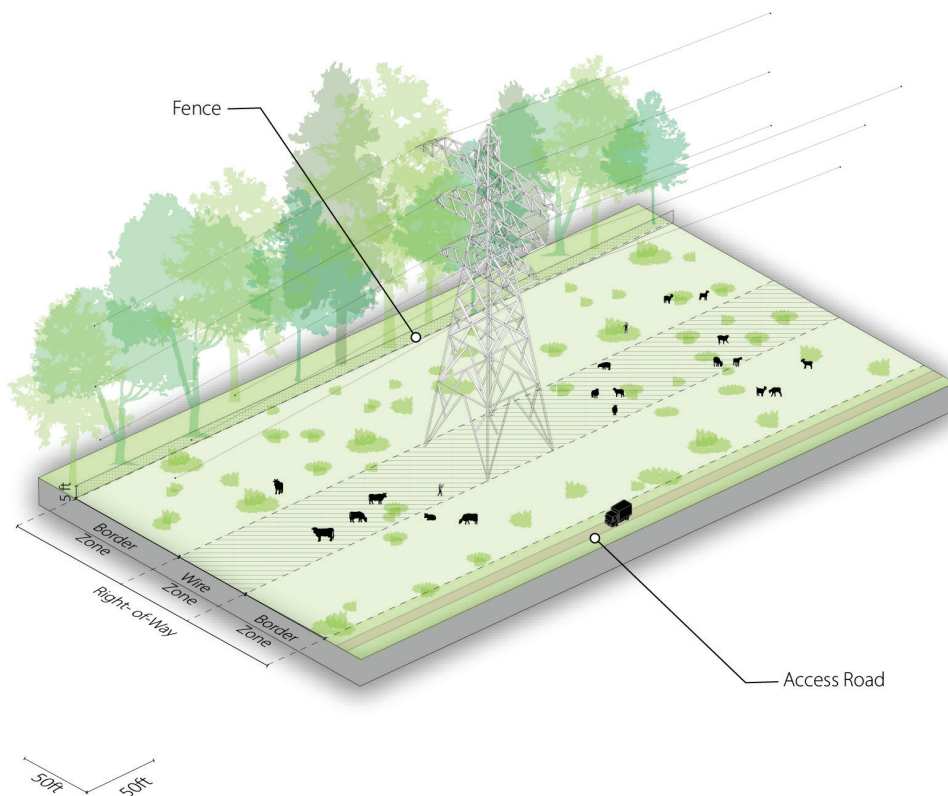 Fence
5 ft
Border
Zone
Wire
Zone
Border
Zone
Right-of-Way
Access Road
50ft
50ft